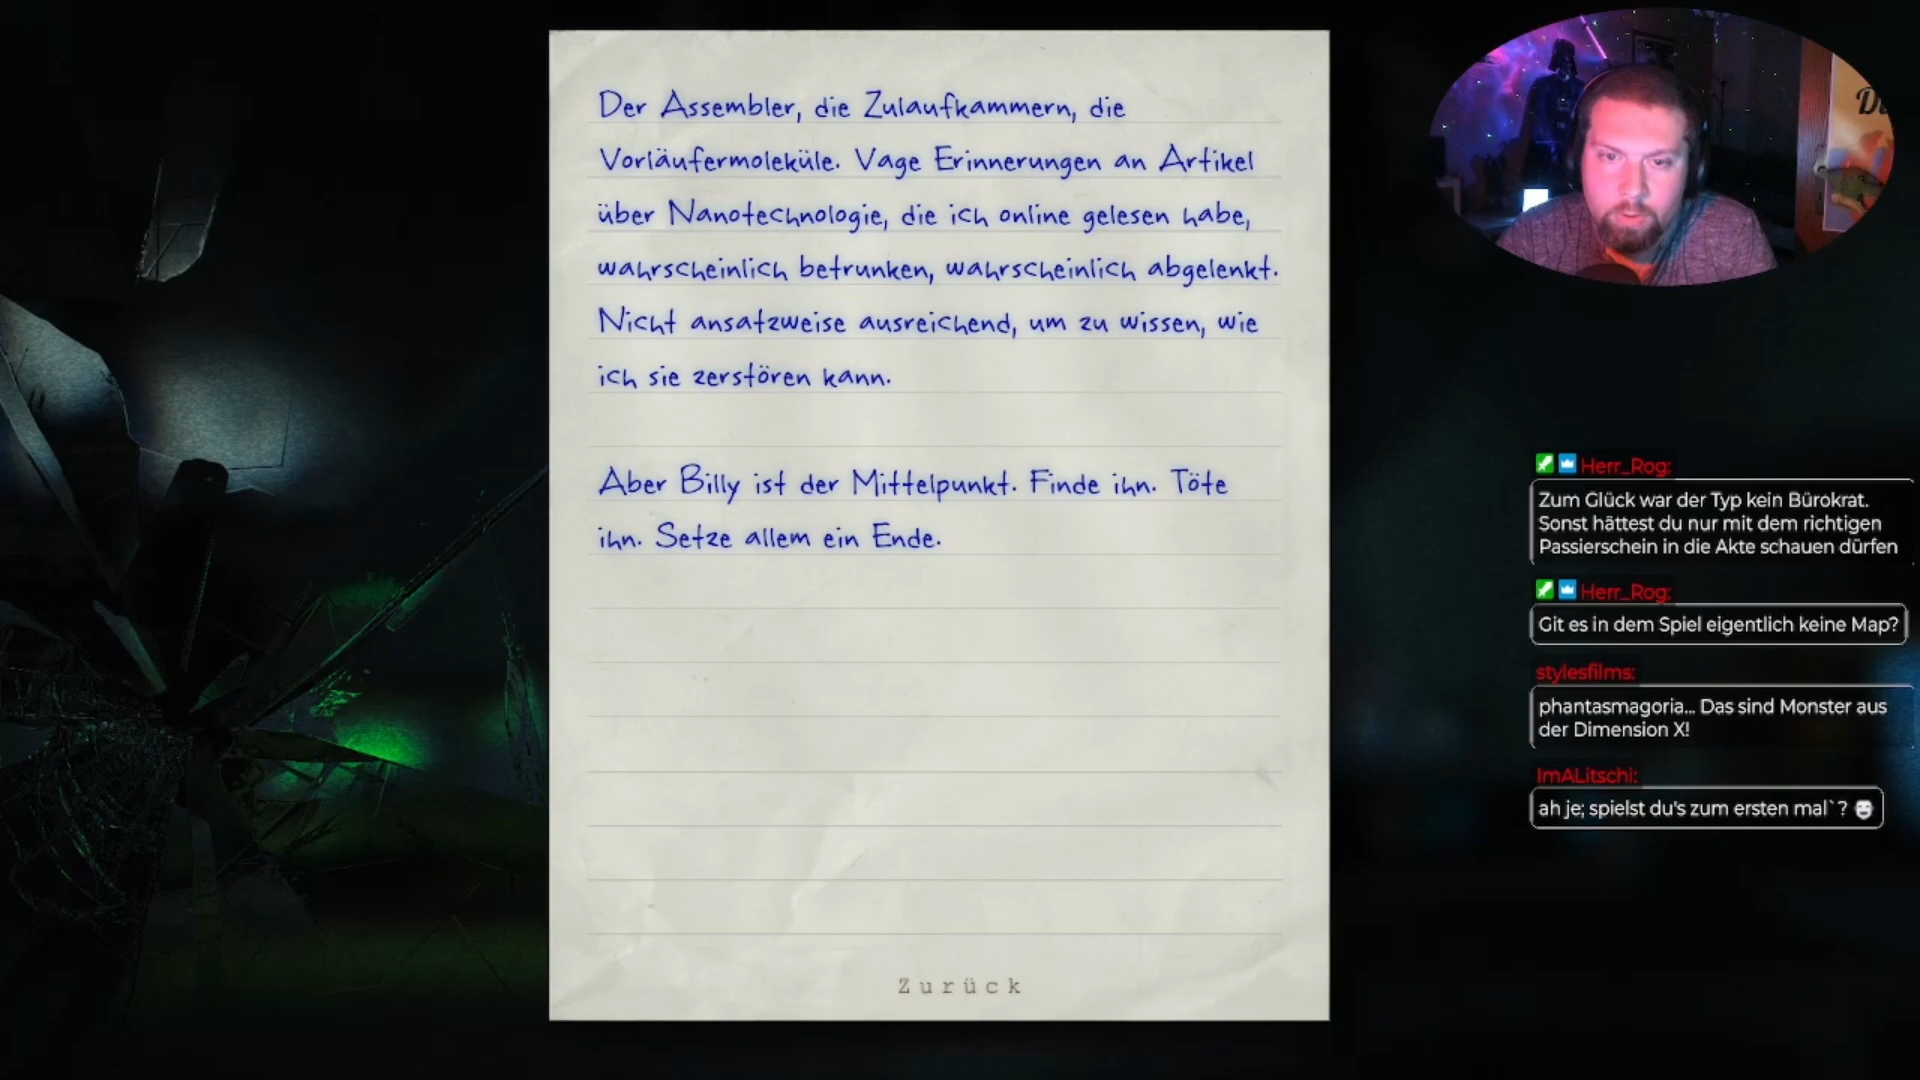 Der Assembler, die Zulaufkammern, die
Vorläufermoleküle. Vage Erinnerungen an Artikel
über Nanotechnologie, die ich online gelesen habe,
wahrscheinlich betrunken, wahrscheinlich abgelenkt.
Nicht ansatzweise ausreichend, um zu wissen, wie
ich sie zerstören kann.
Aber Billy ist der Mittelpunkt. Finde ihn. Töte
ihn. Setze allem ein Ende.
Zurück
Herr_Rog:
Zum Glück war der Typ kein Bürokrat.
Sonst hättest du nur mit dem richtigen
Passierschein in die Akte schauen dürfen
Herr_Rog:
Git es in dem Spiel eigentlich keine Map?
stylesfilms:
phantasmagoria... Das sind Monster aus
der Dimension X!
ImALitschi:
ah je; spielst du's zum ersten mal`?